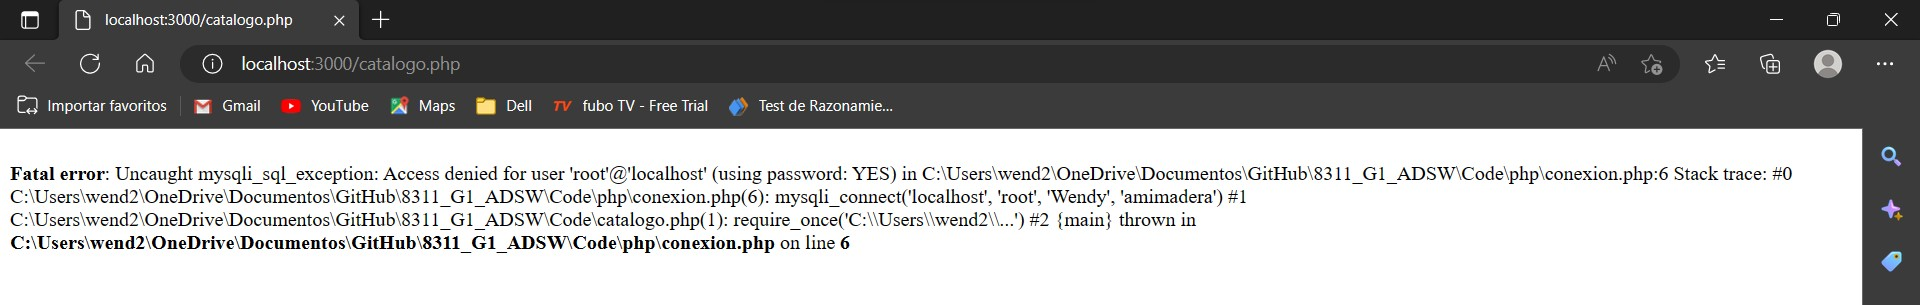 localhost:3000/catalogo.php
localhost:3000/catalogo.php
Importar favoritos Gmail YouTube Maps Dell TV fubo TV - Free Trial Test de Razonamie...
Fatal error: Uncaught mysqli_sql_exception: Access denied for user 'root'@'localhost' (using password: YES) in C:\Users\wend2\OneDrive\Documentos\GitHub\8311_G1_ADSW\Code\php\conexion.php:6 Stack trace: #0
C:\Users\wend2\OneDrive\Documentos\GitHub\8311_G1_ADSW\Code\php\conexion.php(6): mysqli_connect('localhost', 'root', 'Wendy', 'amimadera') #1
C:\Users\wend2\OneDrive\Documentos\GitHub\8311_G1_ADSW\Code\catalogo.php(1): require_once('C:\\Users\\wend2\\...') #2 {main} thrown in
C:\Users\wend2\OneDrive\Documentos\GitHub\8311_G1_ADSW\Code\php\conexion.php on line 6